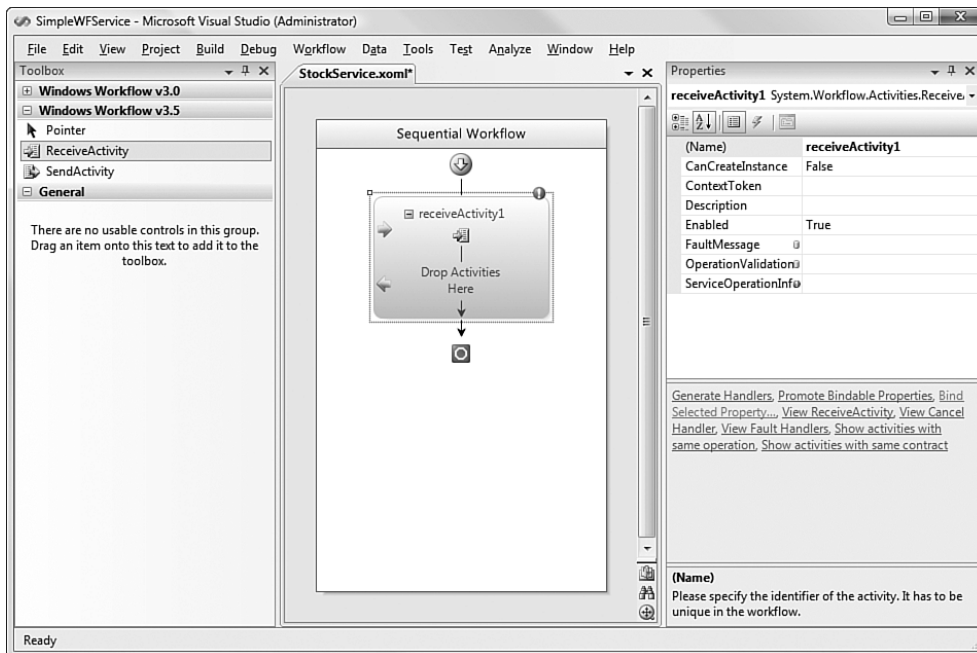 SimpleWFService - Microsoft Visual Studio (Administrator)
File Edit View Project Build Debug Workflow Data Tools Test Analyze Window Help
Toolbox
Windows Workflow v3.0
Windows Workflow v3.5
Pointer
ReceiveActivity
SendActivity
General
There are no usable controls in this group.
Drag an item onto this text to add it to the
toolbox.
StockService.xoml*
Sequential Workflow
receiveActivity1
Drop Activities
Here
Properties
receiveActivity1 System.Workflow.Activities.Receive
(Name) receiveActivity1
CanCreateInstance False
ContextToken
Description
Enabled True
FaultMessage
OperationValidation
ServiceOperationInfo
Generate Handlers, Promote Bindable Properties, Bind
Selected Property..., View ReceiveActivity, View Cancel
Handler, View Fault Handlers, Show activities with
same operation, Show activities with same contract
(Name)
Please specify the identifier of the activity. It has to be
unique in the workflow.
Ready